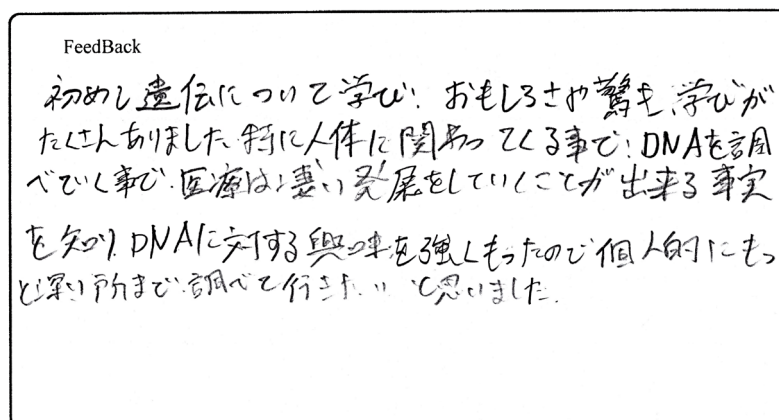 FeedBack
初めし遺伝について学び、おもしろさや驚き、学びが
たくさんありました、特に人体に関わってくる事で、DNAを調
べていく事で、医療は、凄い発展をしていくことが出来る事実
を知り、DNAに対する興味を強くもったので個人的にもっ
と深い所まで、調べて行きたいと思いました。